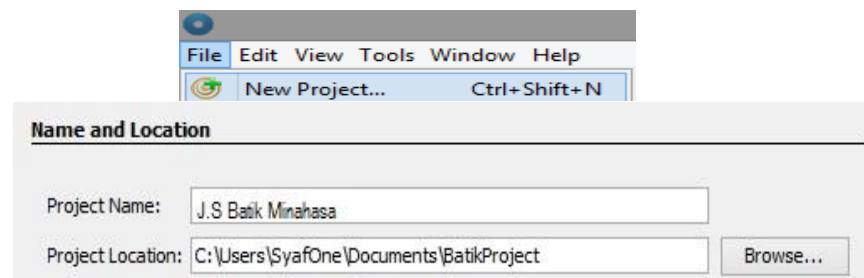 File Edit View Tools Window Help
New Project... Ctrl+Shift+N
Name and Location
Project Name: J.S Batik Minahasa
Project Location: C:\Users\SyafOne\Documents\BatikProject Browse...